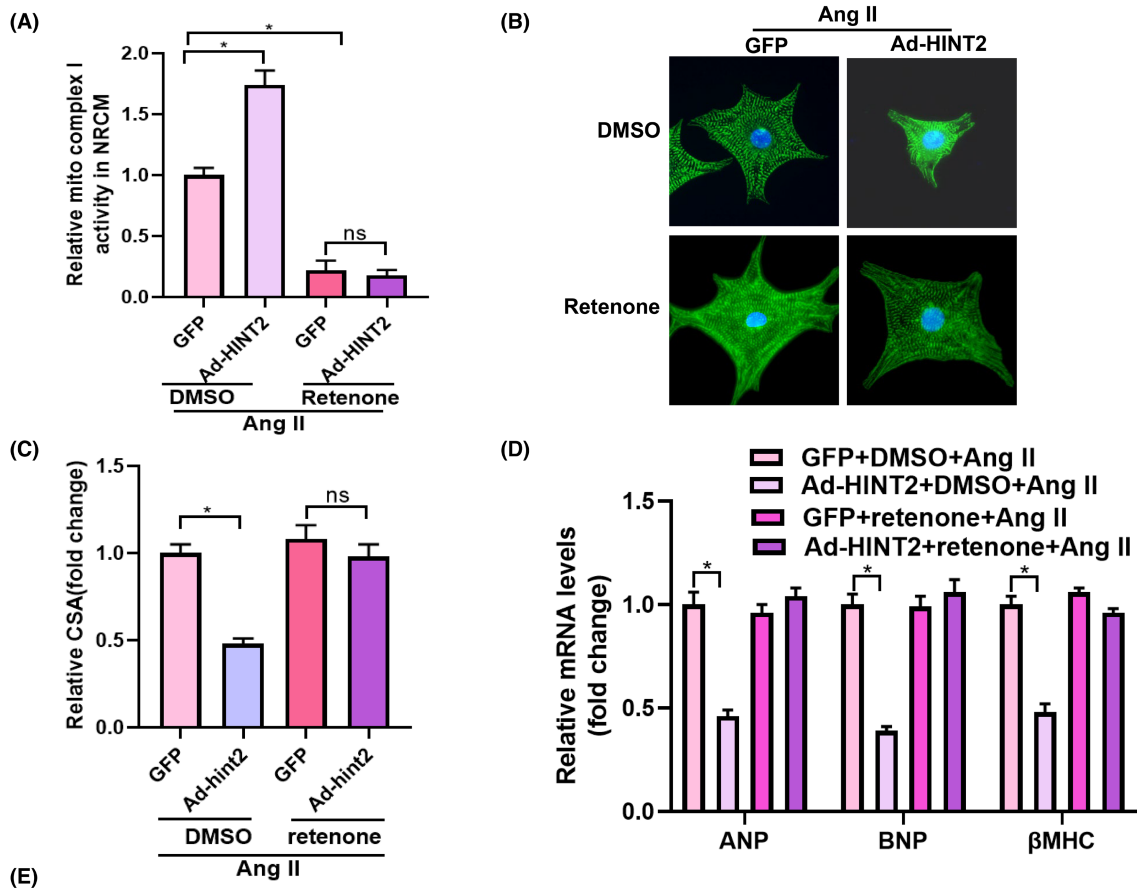 (A)
Relative mito complex I
activity in NRCM
2.0
1.5
1.0
0.5
0.0
*
*
ns
GFP
Ad-HINT2
GFP
Ad-HINT2
DMSO
Retenone
Ang II
(B)
Ang II
GFP
Ad-HINT2
DMSO
Retenone
(C)
Relative CSA(fold change)
1.5
1.0
0.5
0.0
*
ns
GFP
Ad-hint2
GFP
Ad-hint2
DMSO
retenone
Ang II
(D)
GFP+DMSO+Ang II
Ad-HINT2+DMSO+Ang II
GFP+retenone+Ang II
Ad-HINT2+retenone+Ang II
Relative mRNA levels
(fold change)
1.5
1.0
0.5
0.0
*
*
*
ANP
BNP
βMHC
(E)